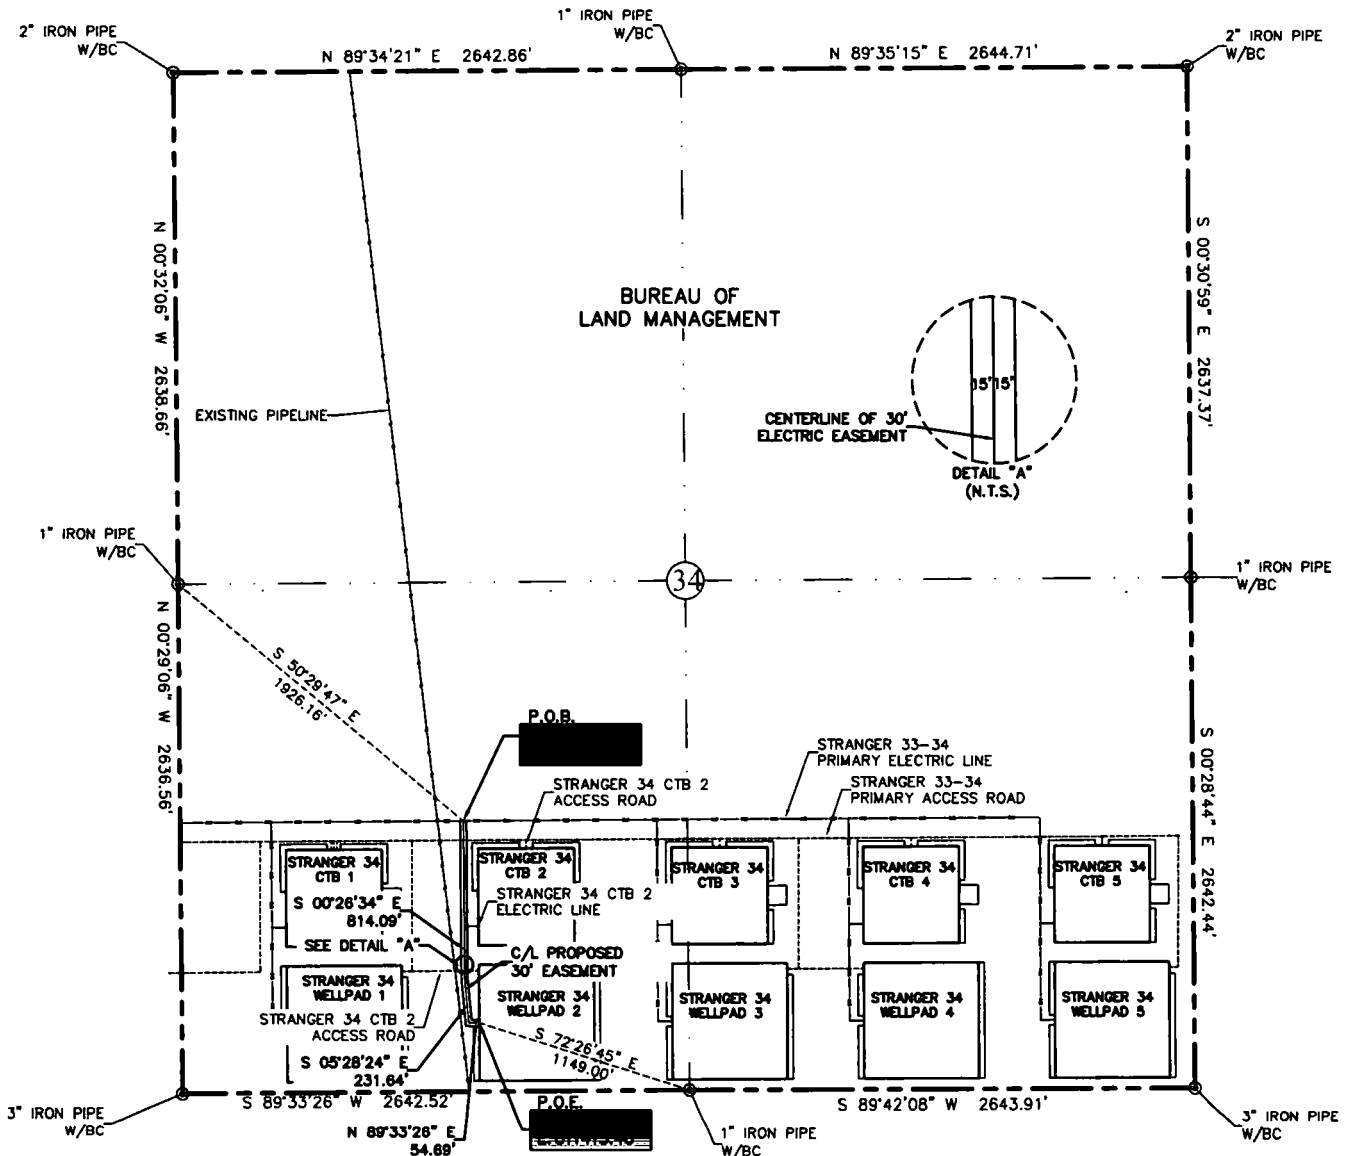 2" IRON PIPE
W/BC
N 89°34'21" E 2642.86'
1" IRON PIPE
W/BC
N 89°35'15" E 2644.71'
2" IRON PIPE
W/BC
N 00°32'06" W 2638.66'
S 00°30'59" E 2637.37'
BUREAU OF
LAND MANAGEMENT
EXISTING PIPELINE
15' 15'
CENTERLINE OF 30'
ELECTRIC EASEMENT
DETAIL "A"
(N.T.S.)
1" IRON PIPE
W/BC
34
1" IRON PIPE
W/BC
N 00°29'06" W 2636.56'
S 50°29'47" E
1926.16'
P.O.B.
S 00°28'44" E 2642.44'
STRANGER 33-34
PRIMARY ELECTRIC LINE
STRANGER 33-34
PRIMARY ACCESS ROAD
STRANGER 34 CTB 2
ACCESS ROAD
STRANGER 34
CTB 1
STRANGER 34
CTB 2
STRANGER 34
CTB 3
STRANGER 34
CTB 4
STRANGER 34
CTB 5
S 00°26'34" E
814.09'
STRANGER 34 CTB 2
ELECTRIC LINE
SEE DETAIL "A"
C/L PROPOSED
30' EASEMENT
STRANGER 34
WELLPAD 1
STRANGER 34
WELLPAD 2
STRANGER 34
WELLPAD 3
STRANGER 34
WELLPAD 4
STRANGER 34
WELLPAD 5
STRANGER 34 CTB 2
ACCESS ROAD
S 05°28'24" E
231.64'
S 72°26'45" E
1149.00'
3" IRON PIPE
W/BC
S 89°33'26" W 2642.52'
N 89°33'26" E
54.69'
P.O.E.
1" IRON PIPE
W/BC
S 89°42'08" W 2643.91'
3" IRON PIPE
W/BC